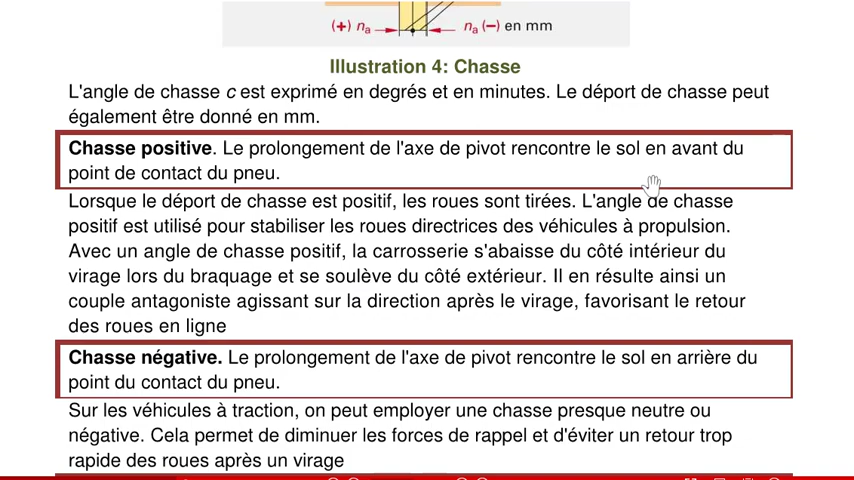 (+) na na (−) en mm
Illustration 4: Chasse
L'angle de chasse c est exprimé en degrés et en minutes. Le déport de chasse peut
également être donné en mm.
Chasse positive. Le prolongement de l'axe de pivot rencontre le sol en avant du
point de contact du pneu.
Lorsque le déport de chasse est positif, les roues sont tirées. L'angle de chasse
positif est utilisé pour stabiliser les roues directrices des véhicules à propulsion.
Avec un angle de chasse positif, la carrosserie s'abaisse du côté intérieur du
virage lors du braquage et se soulève du côté extérieur. Il en résulte ainsi un
couple antagoniste agissant sur la direction après le virage, favorisant le retour
des roues en ligne
Chasse négative. Le prolongement de l'axe de pivot rencontre le sol en arrière du
point du contact du pneu.
Sur les véhicules à traction, on peut employer une chasse presque neutre ou
négative. Cela permet de diminuer les forces de rappel et d'éviter un retour trop
rapide des roues après un virage